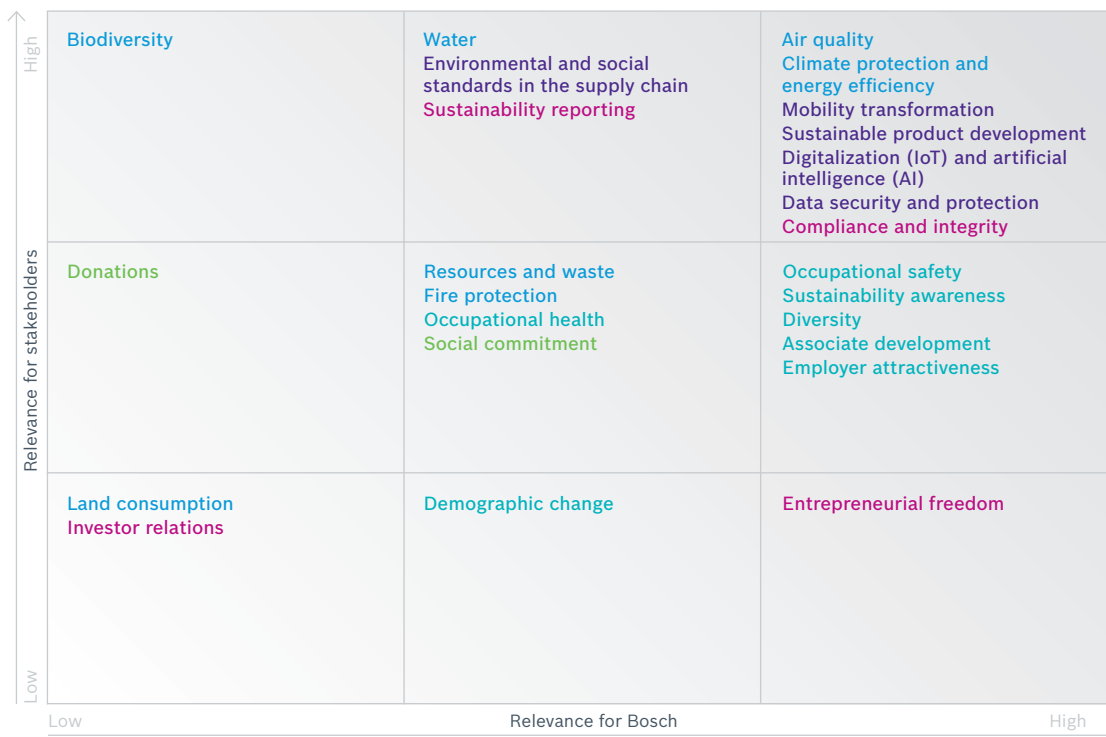 High
Biodiversity
Water
Environmental and social
standards in the supply chain
Sustainability reporting
Air quality
Climate protection and
energy efficiency
Mobility transformation
Sustainable product development
Digitalization (IoT) and artificial
intelligence (AI)
Data security and protection
Compliance and integrity
Relevance for stakeholders
Donations
Resources and waste
Fire protection
Occupational health
Social commitment
Occupational safety
Sustainability awareness
Diversity
Associate development
Employer attractiveness
Land consumption
Investor relations
Demographic change
Entrepreneurial freedom
Low
Low
Relevance for Bosch
High